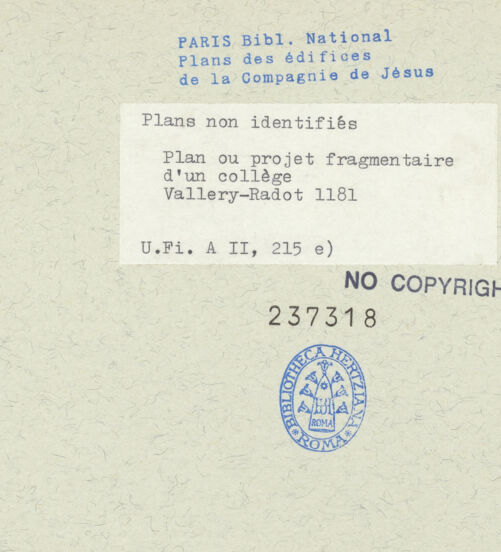 PARIS Bibl. National
Plans des édifices
de la Compagnie de Jésus
Plans non identifiés
Plan ou projet fragmentaire
d'un collège
Vallery-Radot 1181
U.Fi. A II, 215 e)
NO COPYRIGH
237318
BIBLIOTHECA HERTZIANA
ROMA
*ROMA*